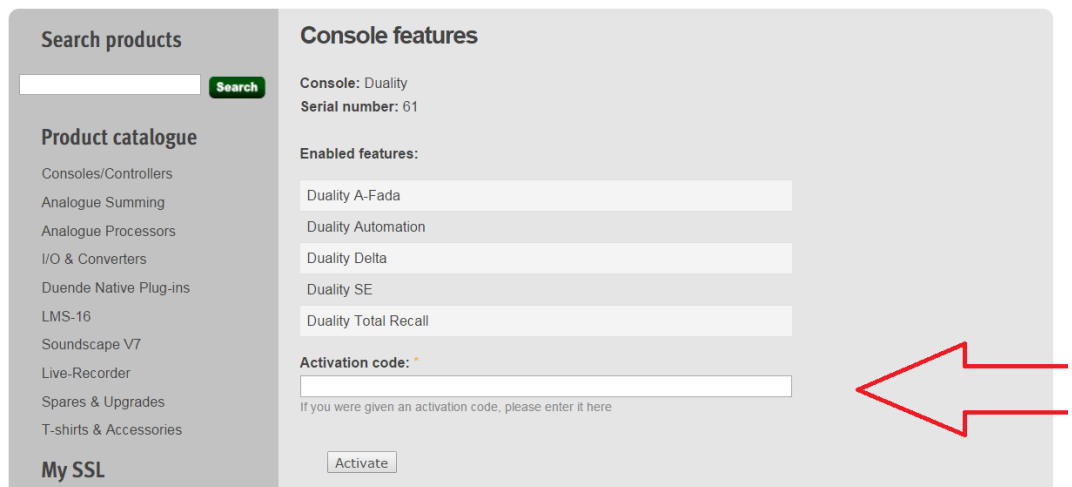 Search products
Search
Product catalogue
Consoles/Controllers
Analogue Summing
Analogue Processors
I/O & Converters
Duende Native Plug-ins
LMS-16
Soundscape V7
Live-Recorder
Spares & Upgrades
T-shirts & Accessories
My SSL
Console features
Console: Duality
Serial number: 61
Enabled features:
Duality A-Fada
Duality Automation
Duality Delta
Duality SE
Duality Total Recall
Activation code: *
If you were given an activation code, please enter it here
Activate